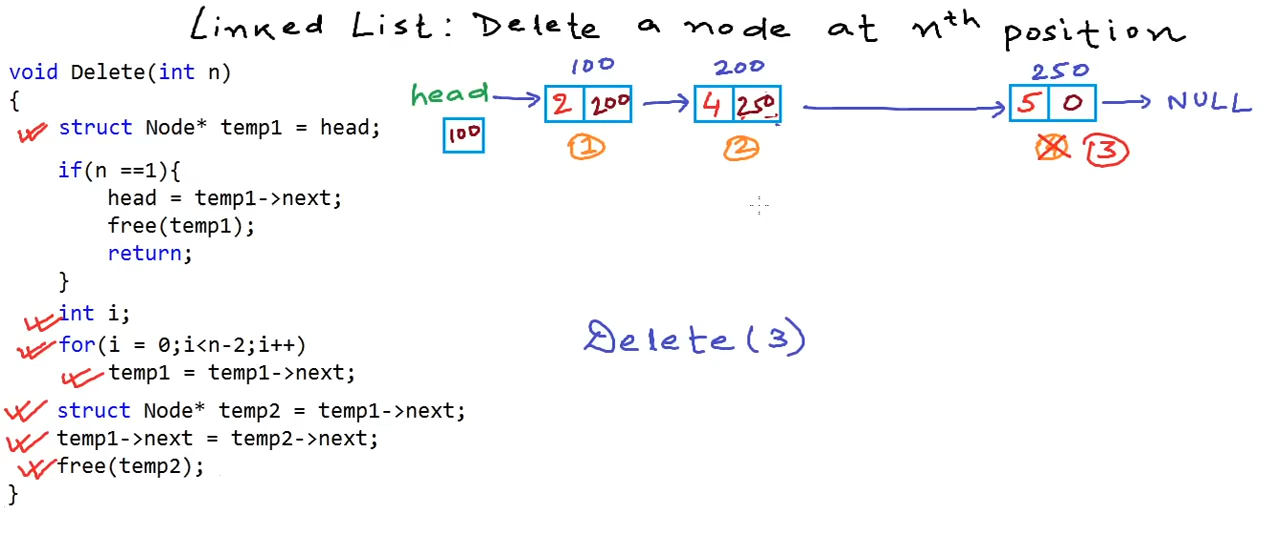 Linked List: Delete a node at nth position
void Delete(int n)
{
struct Node* temp1 = head;
if(n ==1){
head = temp1->next;
free(temp1);
return;
}
int i;
for(i = 0;i<n-2;i++)
temp1 = temp1->next;
struct Node* temp2 = temp1->next;
temp1->next = temp2->next;
free(temp2);
}
100 200 250
head 2 200 4 250 5 0 NULL
100 1 2 4 3
Delete(3)